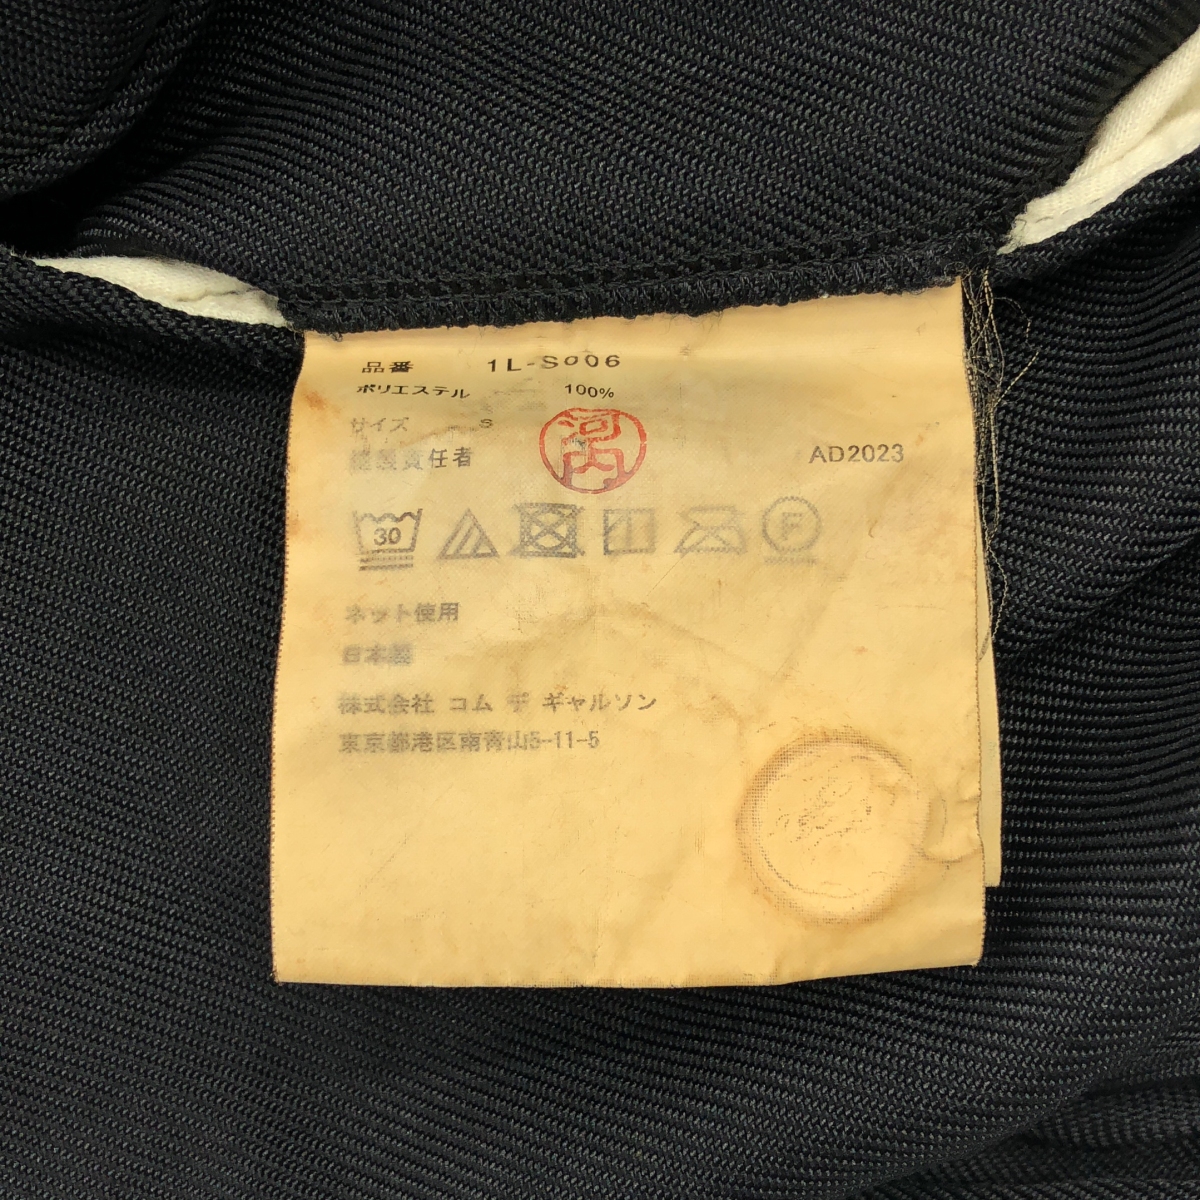 品番 1L-S006
ポリエステル 100%
サイズ S
縫製責任者 河内 AD2023
30 F
ネット使用
日本製
株式会社 コム デ ギャルソン
東京都港区南青山5-11-5